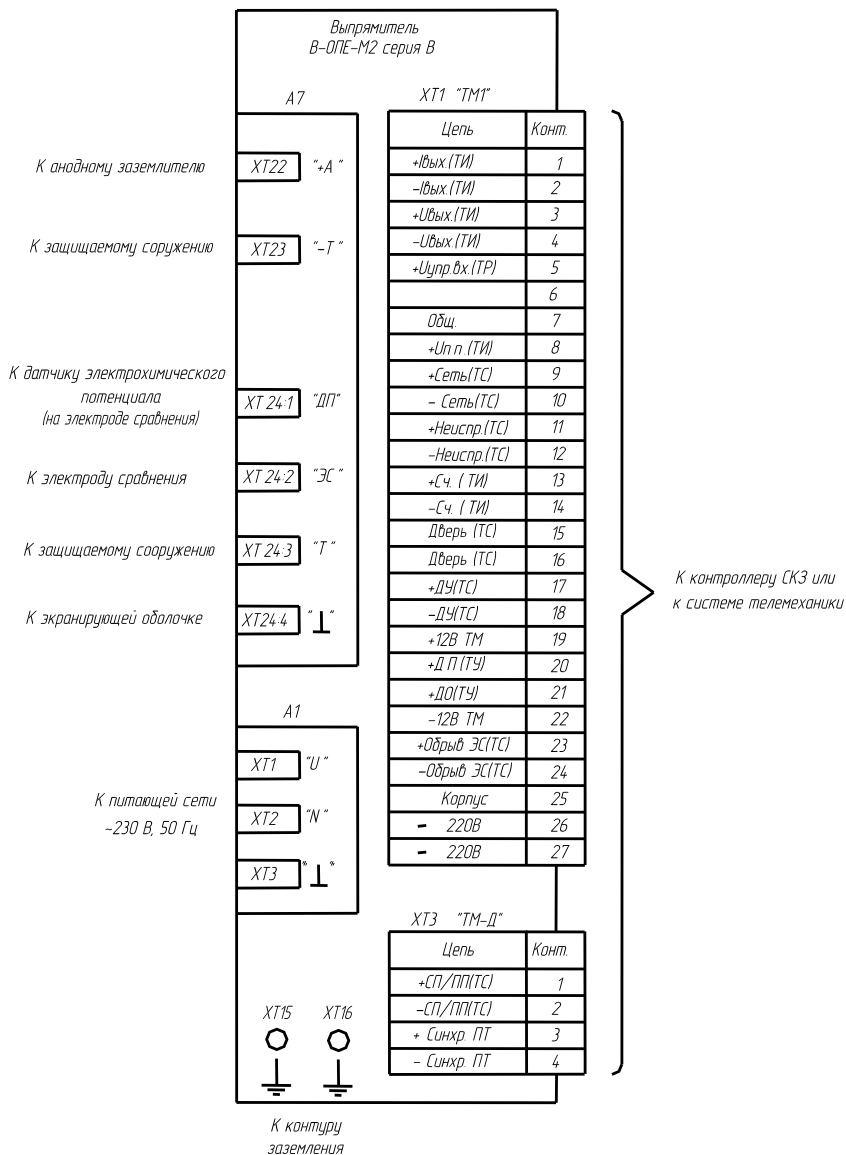 Выпрямитель
В-ОПЕ-М2 серия В
А7
К анодному заземлителю
ХТ22 "+А"
К защищаемому соружению
ХТ23 "-Т"
К датчику электрохимического
потенциала
(на электроде сравнения)
ХТ 24:1 "ДП"
К электроду сравнения
ХТ 24:2 "ЭС"
К защищаемому сооружению
ХТ 24:3 "Т"
К экранирующей оболочке
ХТ24:4 "⊥"
А1
ХТ1 "U"
К питающей сети
~230 В, 50 Гц
ХТ2 "N"
ХТ3 "⊥"
ХТ15 ХТ16
К контуру
заземления
ХТ1 "ТМ1"
Цепь Конт.
+Iвых.(ТИ) 1
-Iвых.(ТИ) 2
+Uвых.(ТИ) 3
-Uвых.(ТИ) 4
+Uупр.вх.(ТР) 5
6
Общ. 7
+Uп п .(ТИ) 8
+Сеть(ТС) 9
- Сеть(ТС) 10
+Неиспр.(ТС) 11
-Неиспр.(ТС) 12
+Сч. ( ТИ) 13
-Сч. ( ТИ) 14
Дверь (ТС) 15
Дверь (ТС) 16
+ДУ(ТС) 17
-ДУ(ТС) 18
+12В ТМ 19
+Д П (ТУ) 20
+ДО(ТУ) 21
-12В ТМ 22
+Обрыв ЭС(ТС) 23
-Обрыв ЭС(ТС) 24
Корпус 25
- 220В 26
- 220В 27
ХТ3 "ТМ-Д"
Цепь Конт.
+СП/ПП(ТС) 1
-СП/ПП(ТС) 2
+ Синхр. ПТ 3
- Синхр. ПТ 4
К контроллеру СКЗ или
к системе телемеханики